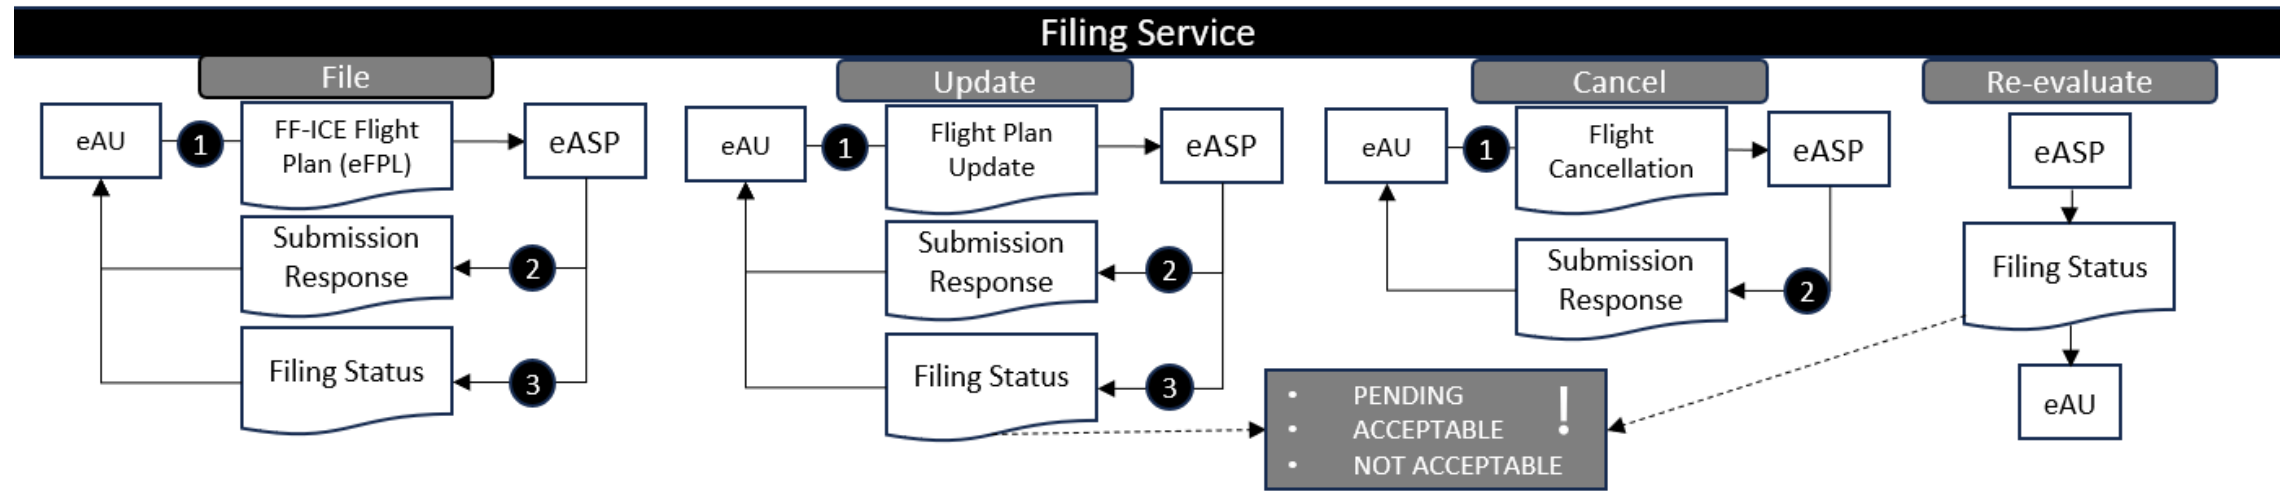 Filing Service
File
eAU
1
FF-ICE Flight
Plan (eFPL)
eASP
Submission
Response
2
Filing Status
3
Update
eAU
1
Flight Plan
Update
eASP
Submission
Response
2
Filing Status
3
Cancel
eAU
1
Flight
Cancellation
eASP
Submission
Response
2
Re-evaluate
eASP
Filing Status
eAU
• PENDING
• ACCEPTABLE
• NOT ACCEPTABLE
!